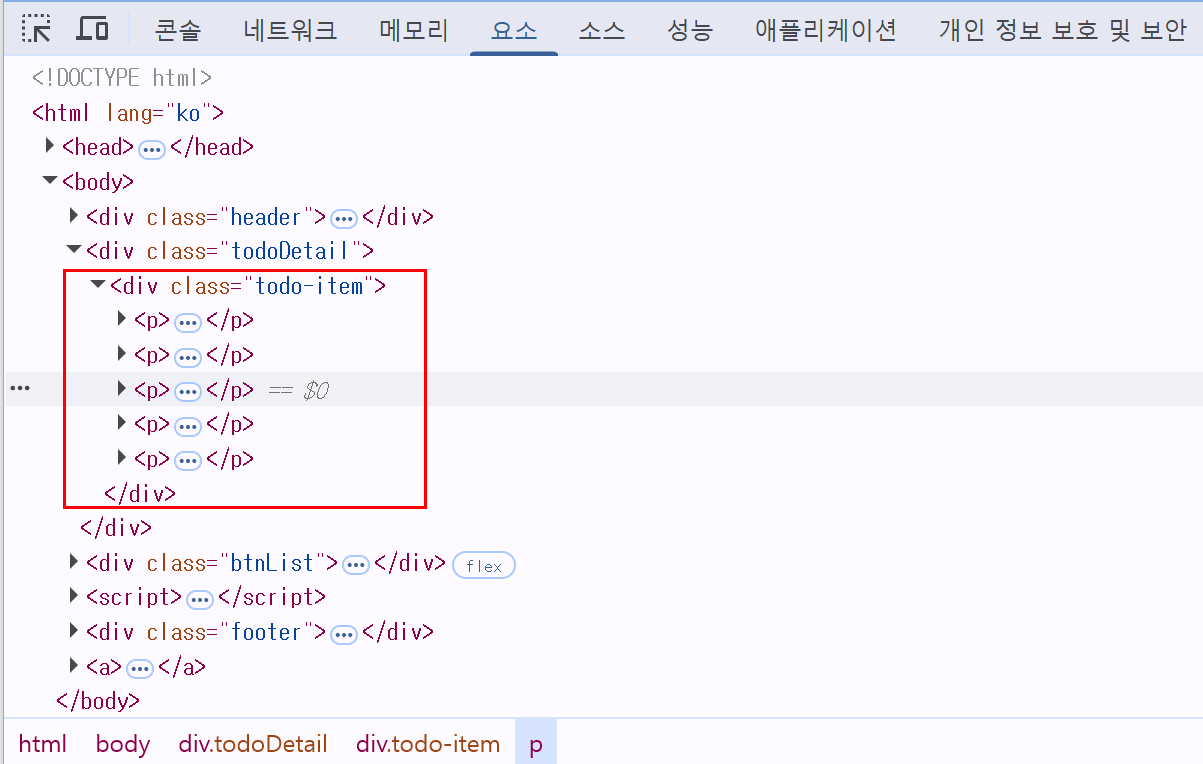 콘솔 네트워크 메모리 요소 소스 성능 애플리케이션 개인 정보 보호 및 보안
<!DOCTYPE html>
<html lang="ko">
<head>…</head>
<body>
<div class="header">…</div>
<div class="todoDetail">
<div class="todo-item">
<p>…</p>
<p>…</p>
… <p>…</p> == $0
<p>…</p>
<p>…</p>
</div>
</div>
<div class="btnList">…</div> flex
<script>…</script>
<div class="footer">…</div>
<a>…</a>
</body>
html body div.todoDetail div.todo-item p